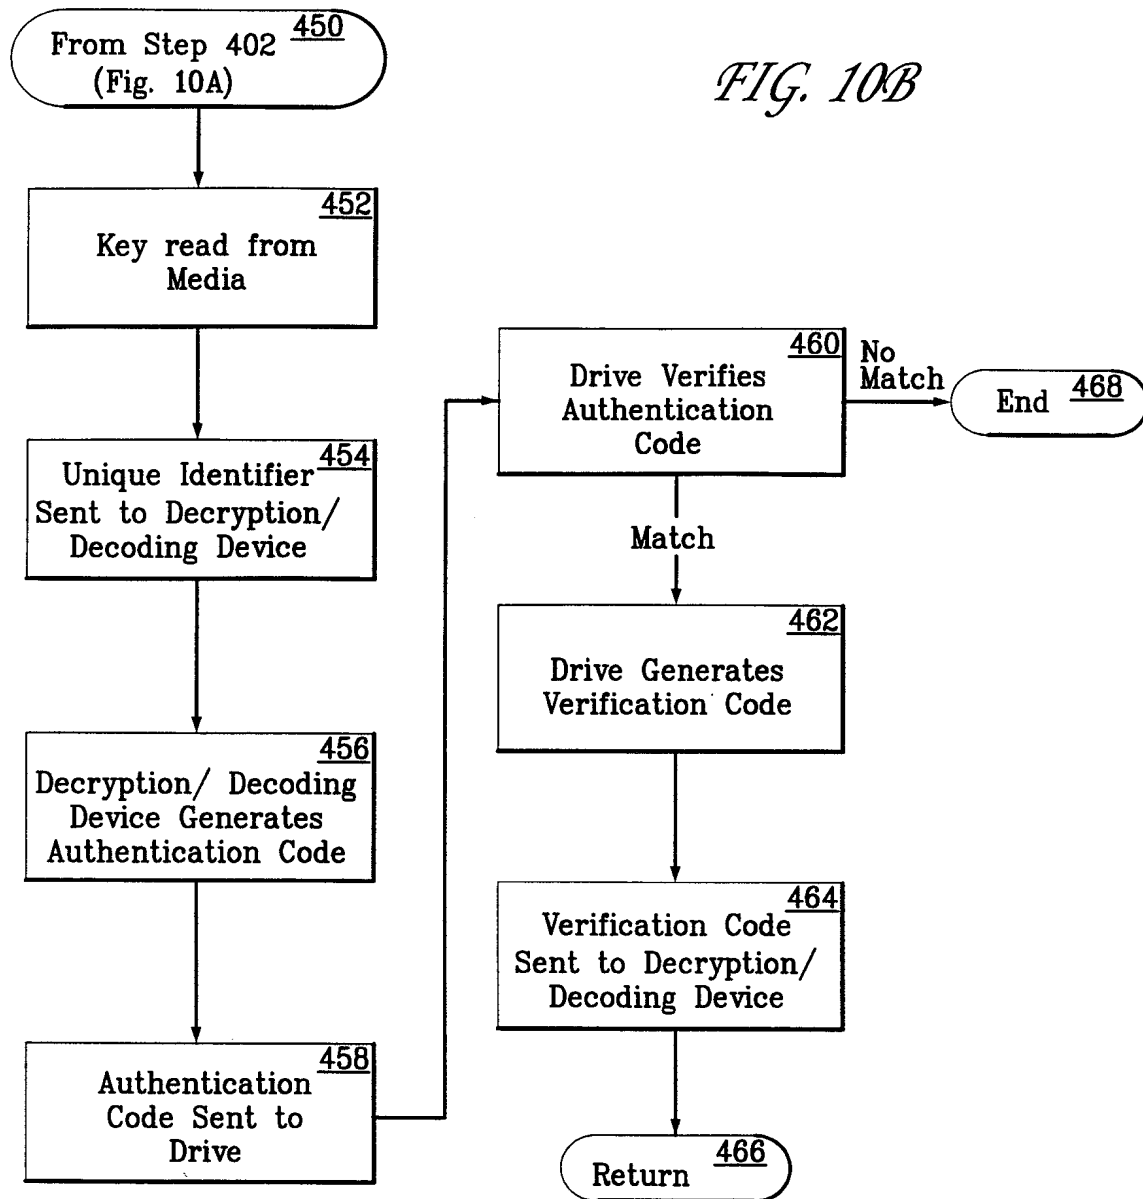 FIG. 10B
From Step 402 450
(Fig. 10A)
452
Key read from
Media
454
Unique Identifier
Sent to Decryption/
Decoding Device
456
Decryption/ Decoding
Device Generates
Authentication Code
458
Authentication
Code Sent to
Drive
460
Drive Verifies
Authentication
Code
No
Match
End 468
Match
462
Drive Generates
Verification Code
464
Verification Code
Sent to Decryption/
Decoding Device
Return 466